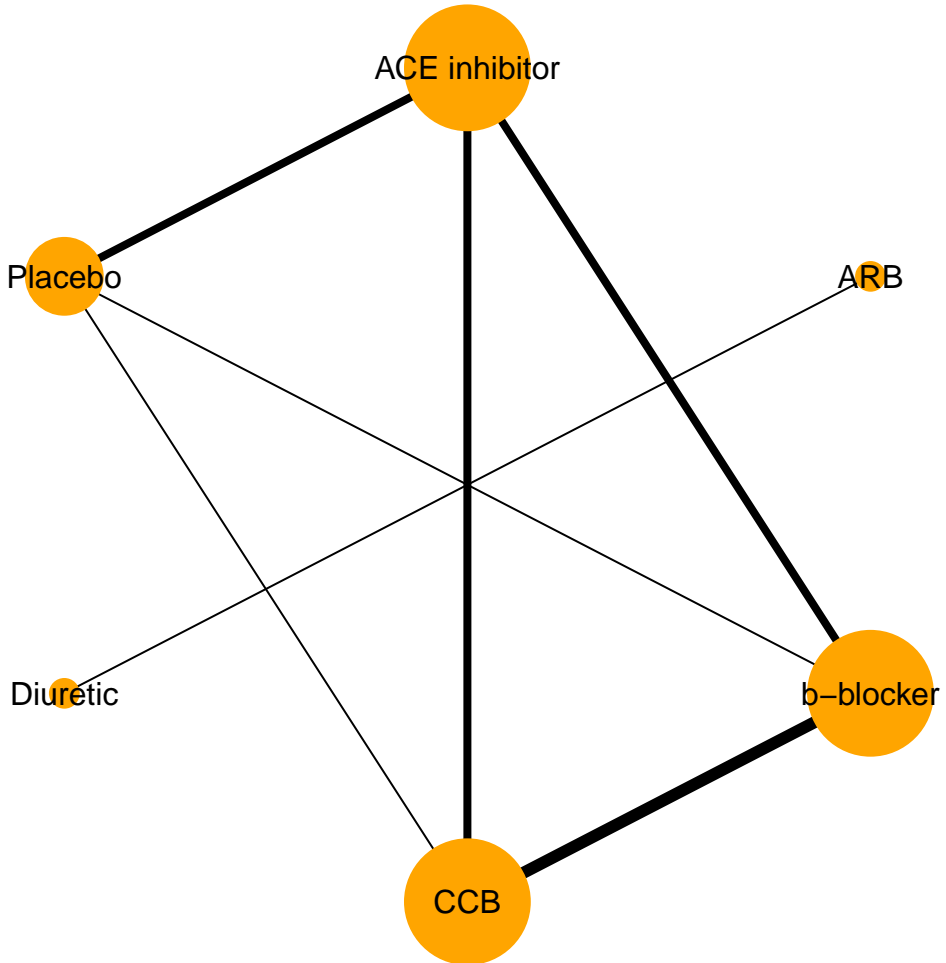 ACE inhibitor
Placebo
ARB
Diuretic
b−blocker
CCB